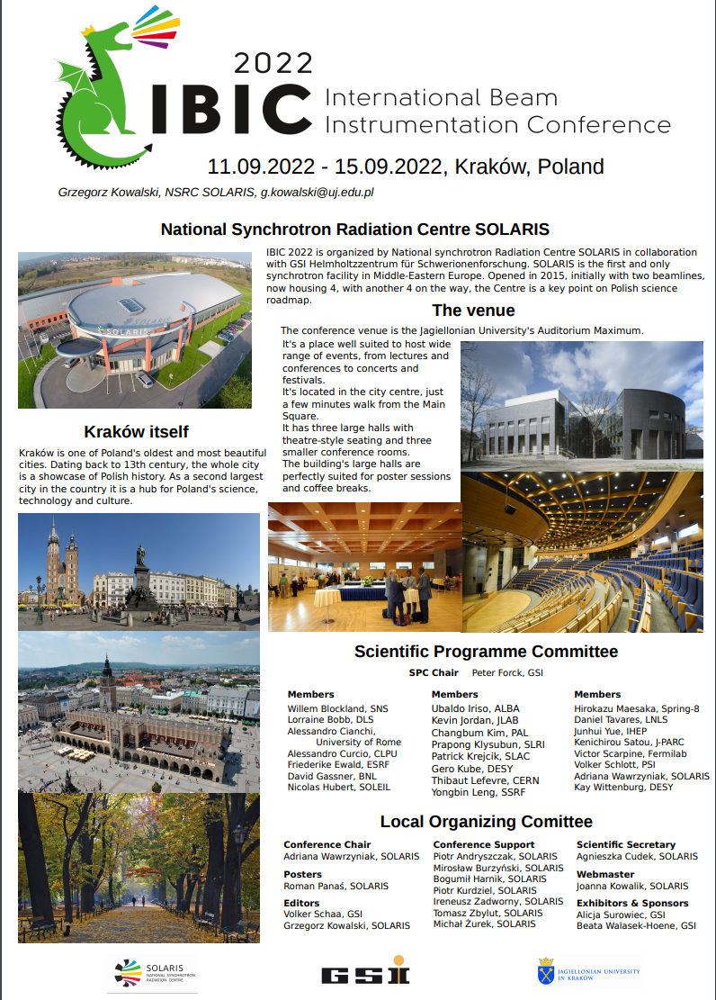 2022
IBIC
International Beam
Instrumentation Conference
11.09.2022 - 15.09.2022, Kraków, Poland
Grzegorz Kowalski, NSRC SOLARIS, g.kowalski@uj.edu.pl
National Synchrotron Radiation Centre SOLARIS
IBIC 2022 is organized by National synchrotron Radiation Centre SOLARIS in collaboration
with GSI Helmholtzzentrum für Schwerionenforschung. SOLARIS is the first and only
synchrotron facility in Middle-Eastern Europe. Opened in 2015, initially with two beamlines,
now housing 4, with another 4 on the way, the Centre is a key point on Polish science
roadmap.
SOLARIS
SOLARIS
The venue
The conference venue is the Jagiellonian University's Auditorium Maximum.
It's a place well suited to host wide
range of events, from lectures and
conferences to concerts and
festivals.
It's located in the city centre, just
a few minutes walk from the Main
Square.
It has three large halls with
theatre-style seating and three
smaller conference rooms.
The building's large halls are
perfectly suited for poster sessions
and coffee breaks.
Kraków itself
Kraków is one of Poland's oldest and most beautiful
cities. Dating back to 13th century, the whole city
is a showcase of Polish history. As a second largest
city in the country it is a hub for Poland's science,
technology and culture.
Scientific Programme Committee
SPC Chair Peter Forck, GSI
Members
Willem Blockland, SNS
Lorraine Bobb, DLS
Alessandro Cianchi,
University of Rome
Alessandro Curcio, CLPU
Friederike Ewald, ESRF
David Gassner, BNL
Nicolas Hubert, SOLEIL
Members
Ubaldo Iriso, ALBA
Kevin Jordan, JLAB
Changbum Kim, PAL
Prapong Klysubun, SLRI
Patrick Krejcik, SLAC
Gero Kube, DESY
Thibaut Lefevre, CERN
Yongbin Leng, SSRF
Members
Hirokazu Maesaka, Spring-8
Daniel Tavares, LNLS
Junhui Yue, IHEP
Kenichirou Satou, J-PARC
Victor Scarpine, Fermilab
Volker Schlott, PSI
Adriana Wawrzyniak, SOLARIS
Kay Wittenburg, DESY
Local Organizing Comittee
Conference Chair
Adriana Wawrzyniak, SOLARIS
Posters
Roman Panaś, SOLARIS
Editors
Volker Schaa, GSI
Grzegorz Kowalski, SOLARIS
Conference Support
Piotr Andryszczak, SOLARIS
Mirosław Burzyński, SOLARIS
Bogumił Harnik, SOLARIS
Piotr Kurdziel, SOLARIS
Ireneusz Zadworny, SOLARIS
Tomasz Zbylut, SOLARIS
Michał Żurek, SOLARIS
Scientific Secretary
Agnieszka Cudek, SOLARIS
Webmaster
Joanna Kowalik, SOLARIS
Exhibitors & Sponsors
Alicja Surowiec, GSI
Beata Walasek-Hoene, GSI
SOLARIS
NATIONAL SYNCHROTRON
RADIATION CENTRE
GSI
JAGIELLONIAN UNIVERSITY
IN KRAKÓW